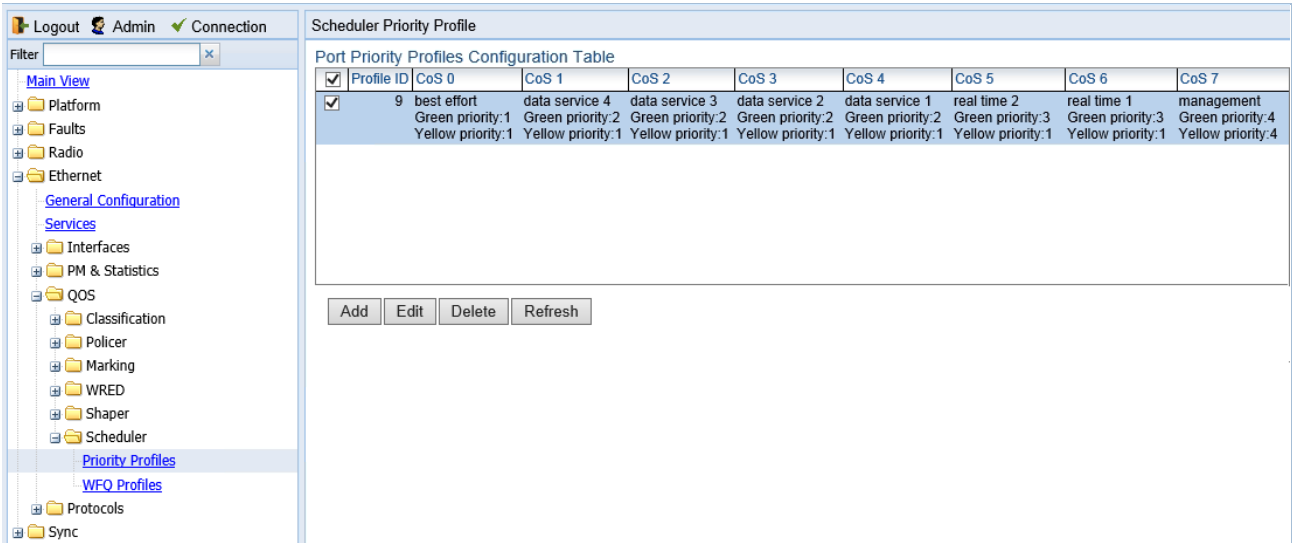 Logout Admin Connection
Filter
Main View
Platform
Faults
Radio
Ethernet
General Configuration
Services
Interfaces
PM & Statistics
QOS
Classification
Policer
Marking
WRED
Shaper
Scheduler
Priority Profiles
WFQ Profiles
Protocols
Sync
Scheduler Priority Profile
Port Priority Profiles Configuration Table
Profile ID CoS 0 CoS 1 CoS 2 CoS 3 CoS 4 CoS 5 CoS 6 CoS 7
9 best effort data service 4 data service 3 data service 2 data service 1 real time 2 real time 1 management
Green priority:1 Green priority:2 Green priority:2 Green priority:2 Green priority:2 Green priority:3 Green priority:3 Green priority:4
Yellow priority:1 Yellow priority:1 Yellow priority:1 Yellow priority:1 Yellow priority:1 Yellow priority:1 Yellow priority:1 Yellow priority:4
Add Edit Delete Refresh